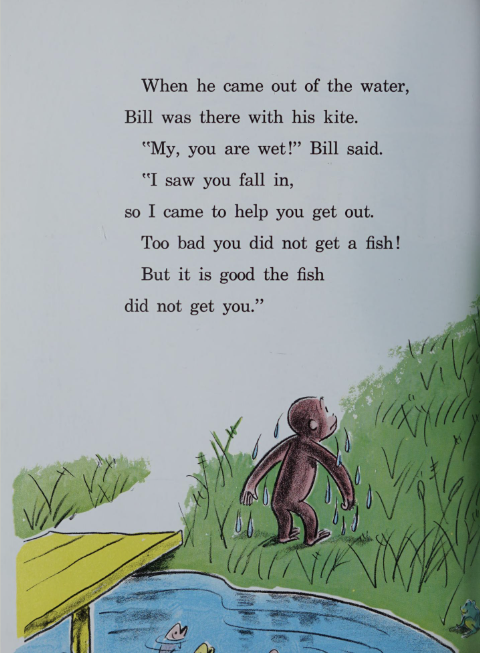 When he came out of the water,
Bill was there with his kite.
"My, you are wet!" Bill said.
"I saw you fall in,
so I came to help you get out.
Too bad you did not get a fish!
But it is good the fish
did not get you."